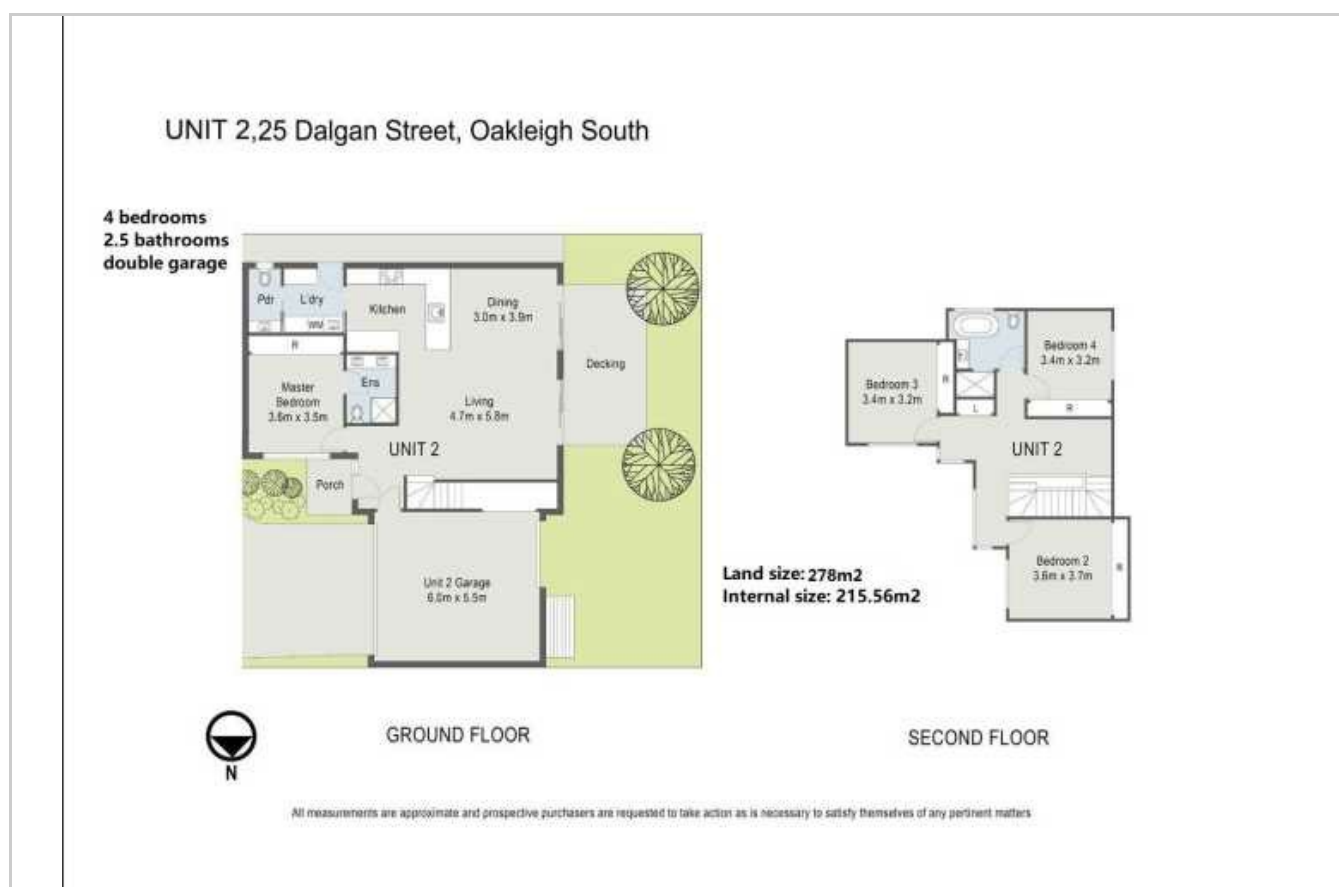 UNIT 2,25 Dalgan Street, Oakleigh South
4 bedrooms
2.5 bathrooms
double garage
Pdr
L'dry
WM
Kitchen
Dining
3.0m x 3.9m
R
Master
Bedroom
3.6m x 3.5m
Ens
Living
4.7m x 5.8m
Decking
UNIT 2
Porch
Unit 2 Garage
6.0m x 5.5m
Bedroom 4
3.4m x 3.2m
Bedroom 3
3.4m x 3.2m
R
L
R
UNIT 2
Bedroom 2
3.6m x 3.7m
R
Land size: 278m2
Internal size: 215.56m2
N
GROUND FLOOR
SECOND FLOOR
All measurements are approximate and prospective purchasers are requested to take action as is necessary to satisfy themselves of any pertinent matters